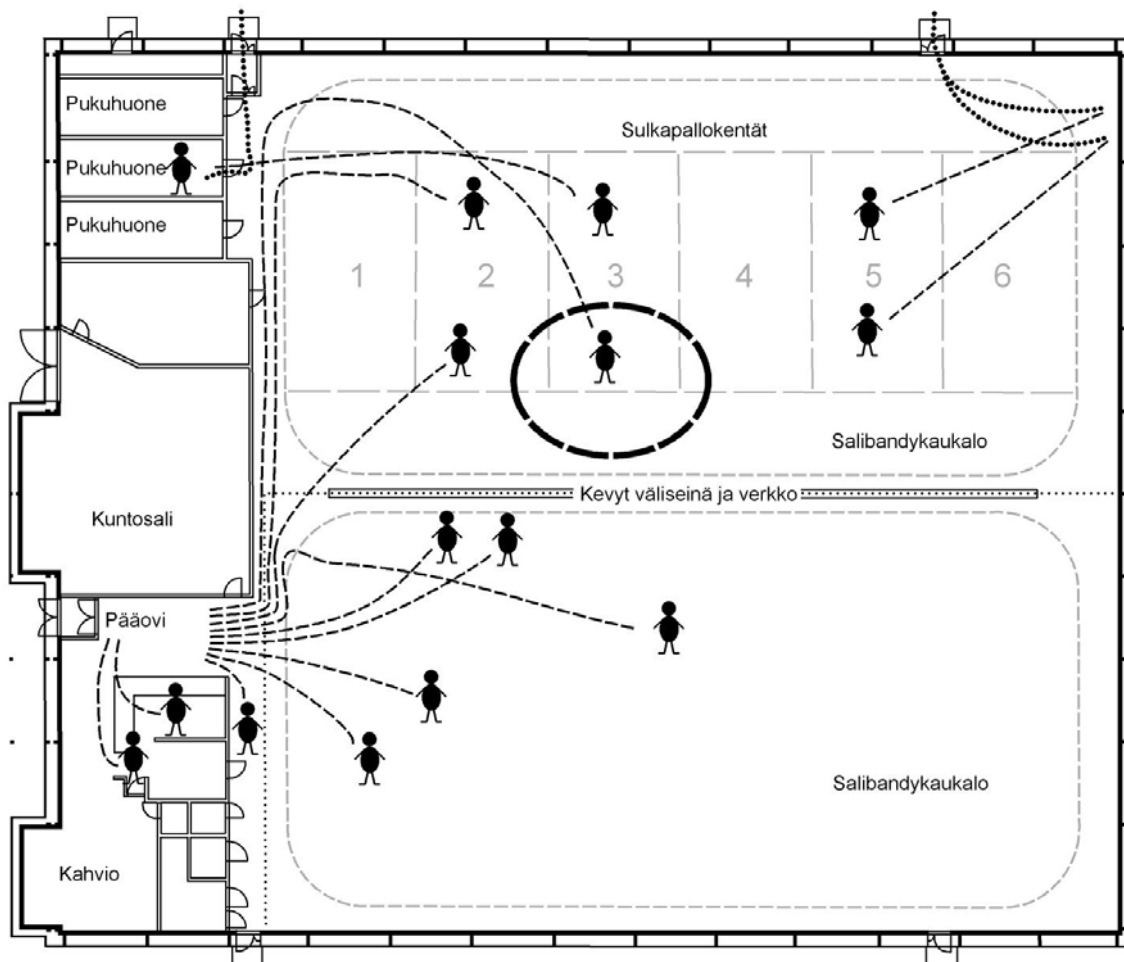 Pukuhuone
Sulkapallokentät
Pukuhuone
Pukuhuone
1 2 3 4 5 6
Salibandykaukalo
Kevyt väliseinä ja verkko
Kuntosali
Pääovi
Salibandykaukalo
Kahvio